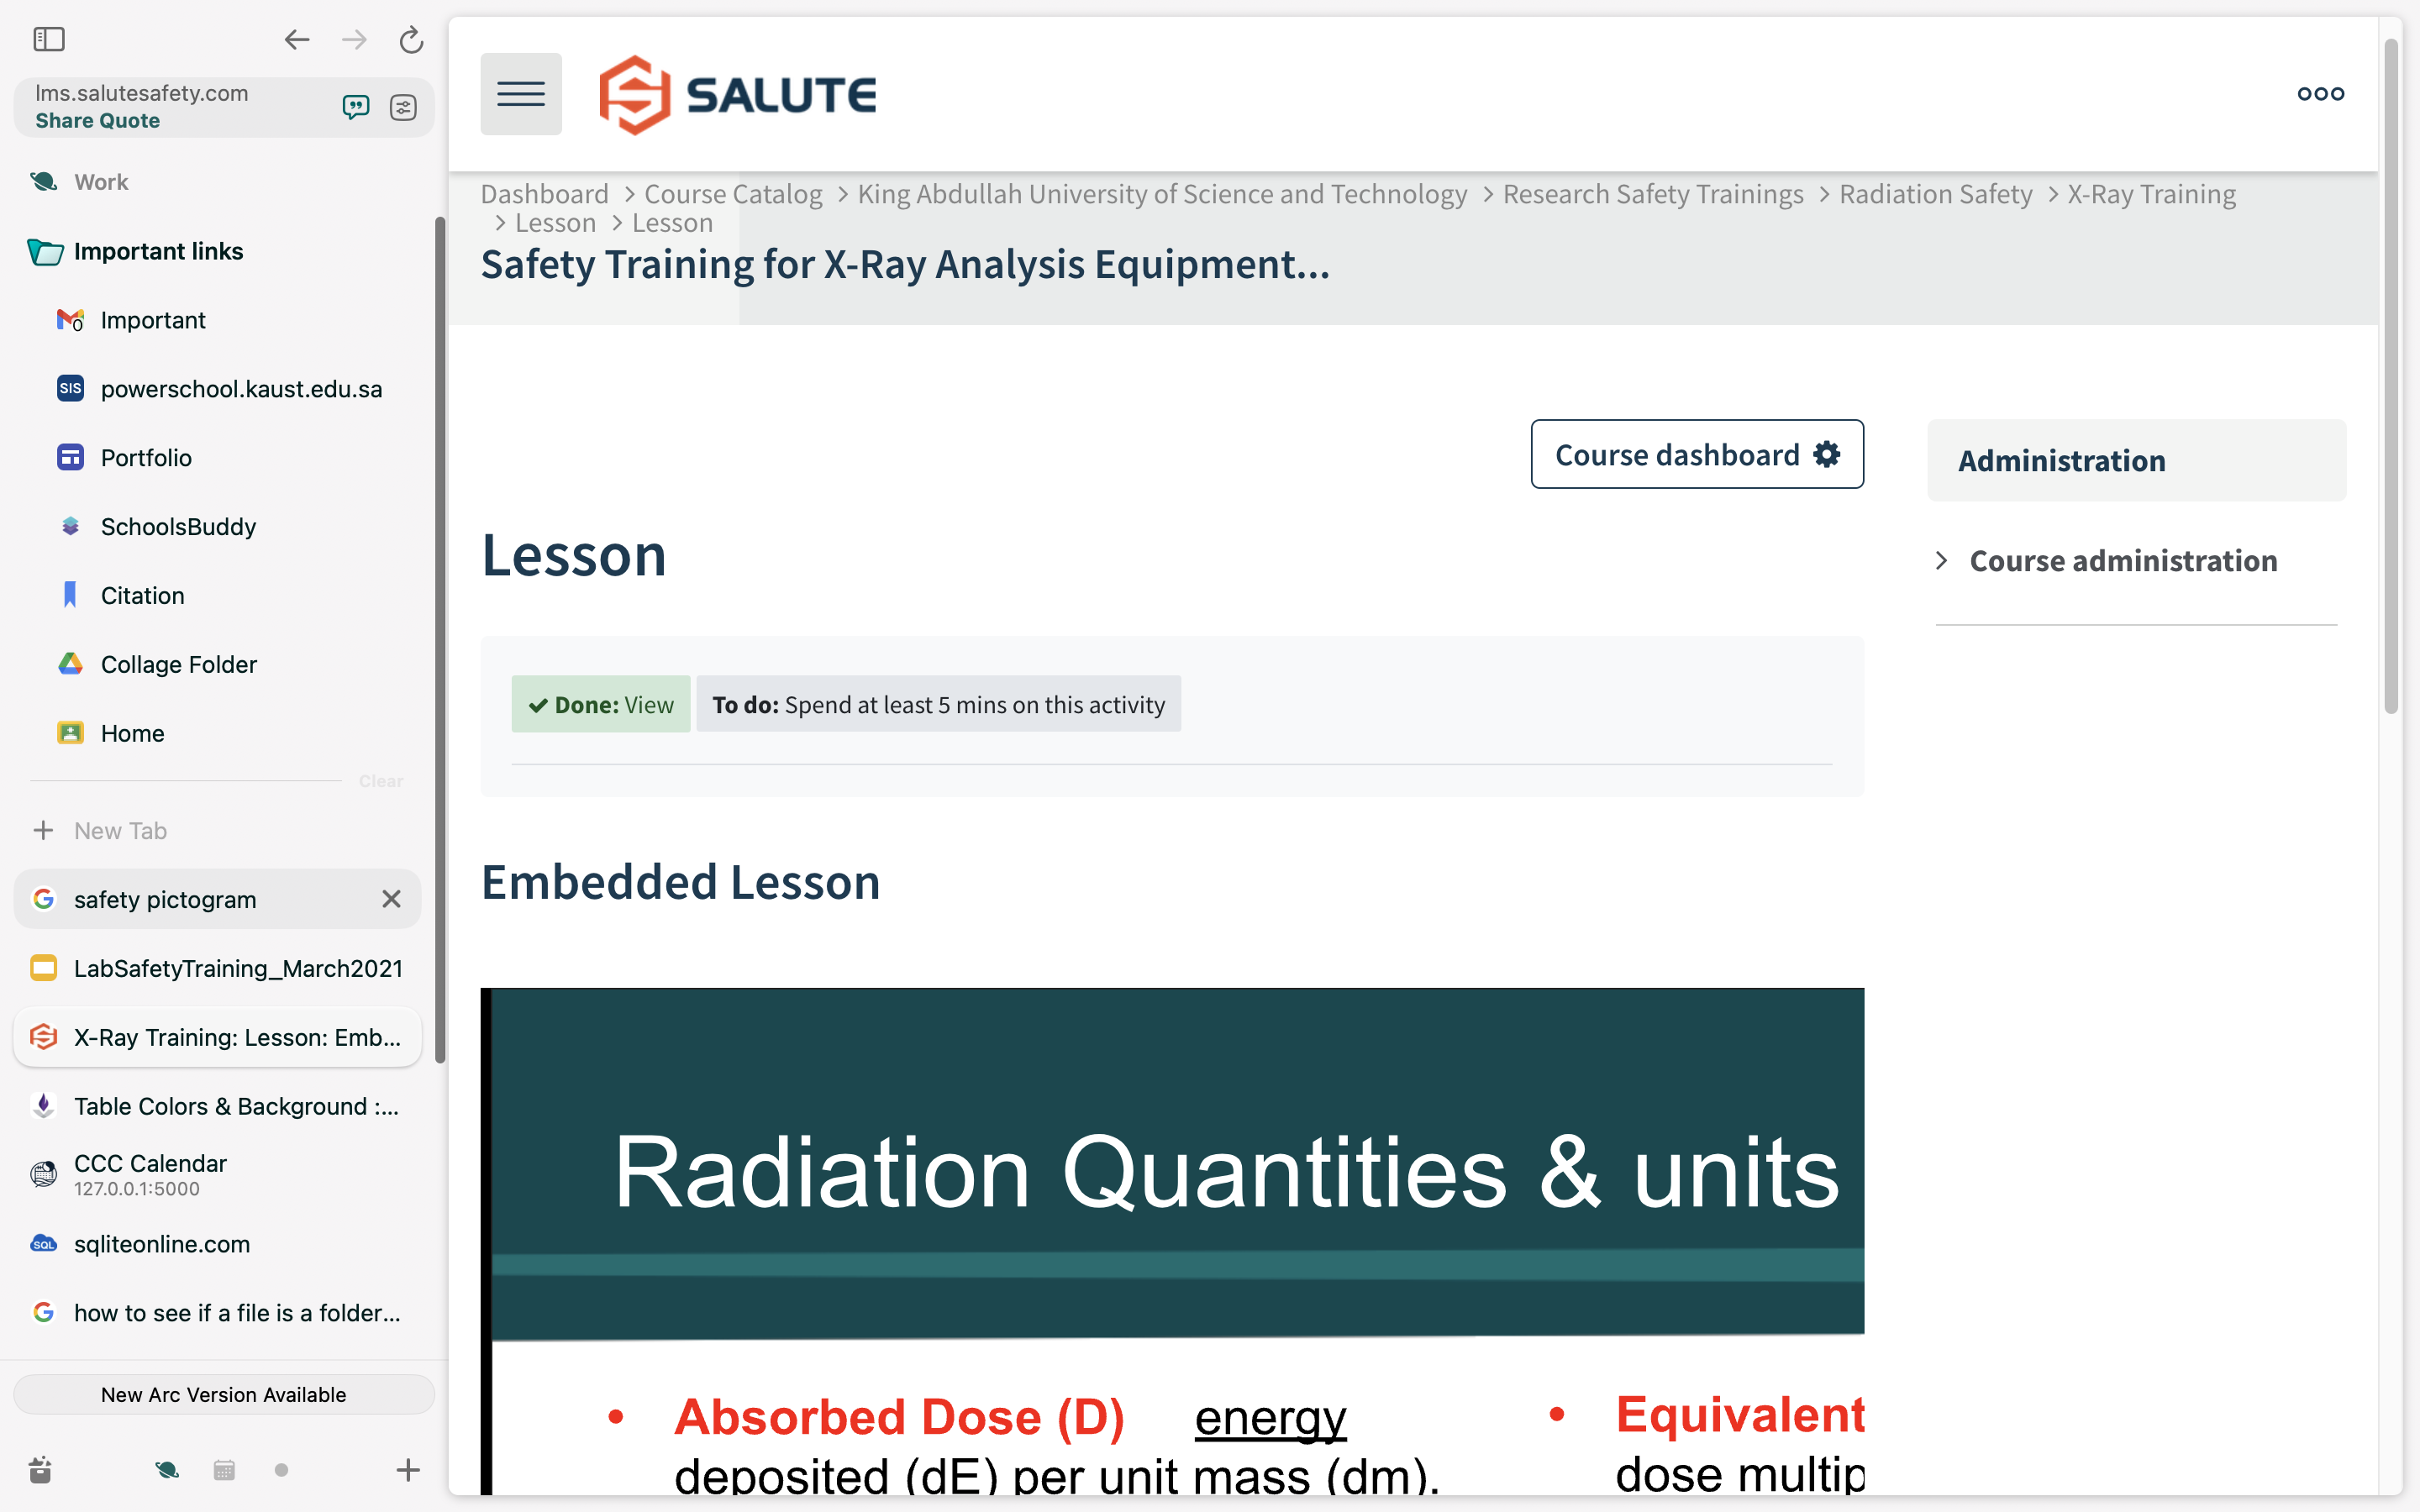 lms.salutesafety.com
Share Quote
Work
Important links
Important
SIS
powerschool.kaust.edu.sa
Portfolio
SchoolsBuddy
Citation
Collage Folder
Home
Clear
New Tab
safety pictogram
LabSafetyTraining_March2021
X-Ray Training: Lesson: Emb...
Table Colors & Background :...
CCC Calendar
127.0.0.1:5000
SQL
sqliteonline.com
how to see if a file is a folder...
New Arc Version Available
SALUTE
Dashboard > Course Catalog > King Abdullah University of Science and Technology > Research Safety Trainings > Radiation Safety > X-Ray Training
> Lesson > Lesson
Safety Training for X-Ray Analysis Equipment...
Course dashboard
Administration
Course administration
Lesson
Done: View To do: Spend at least 5 mins on this activity
Embedded Lesson
Radiation Quantities & units
• Absorbed Dose (D) energy
deposited (dE) per unit mass (dm).
• Equivalent
dose multip